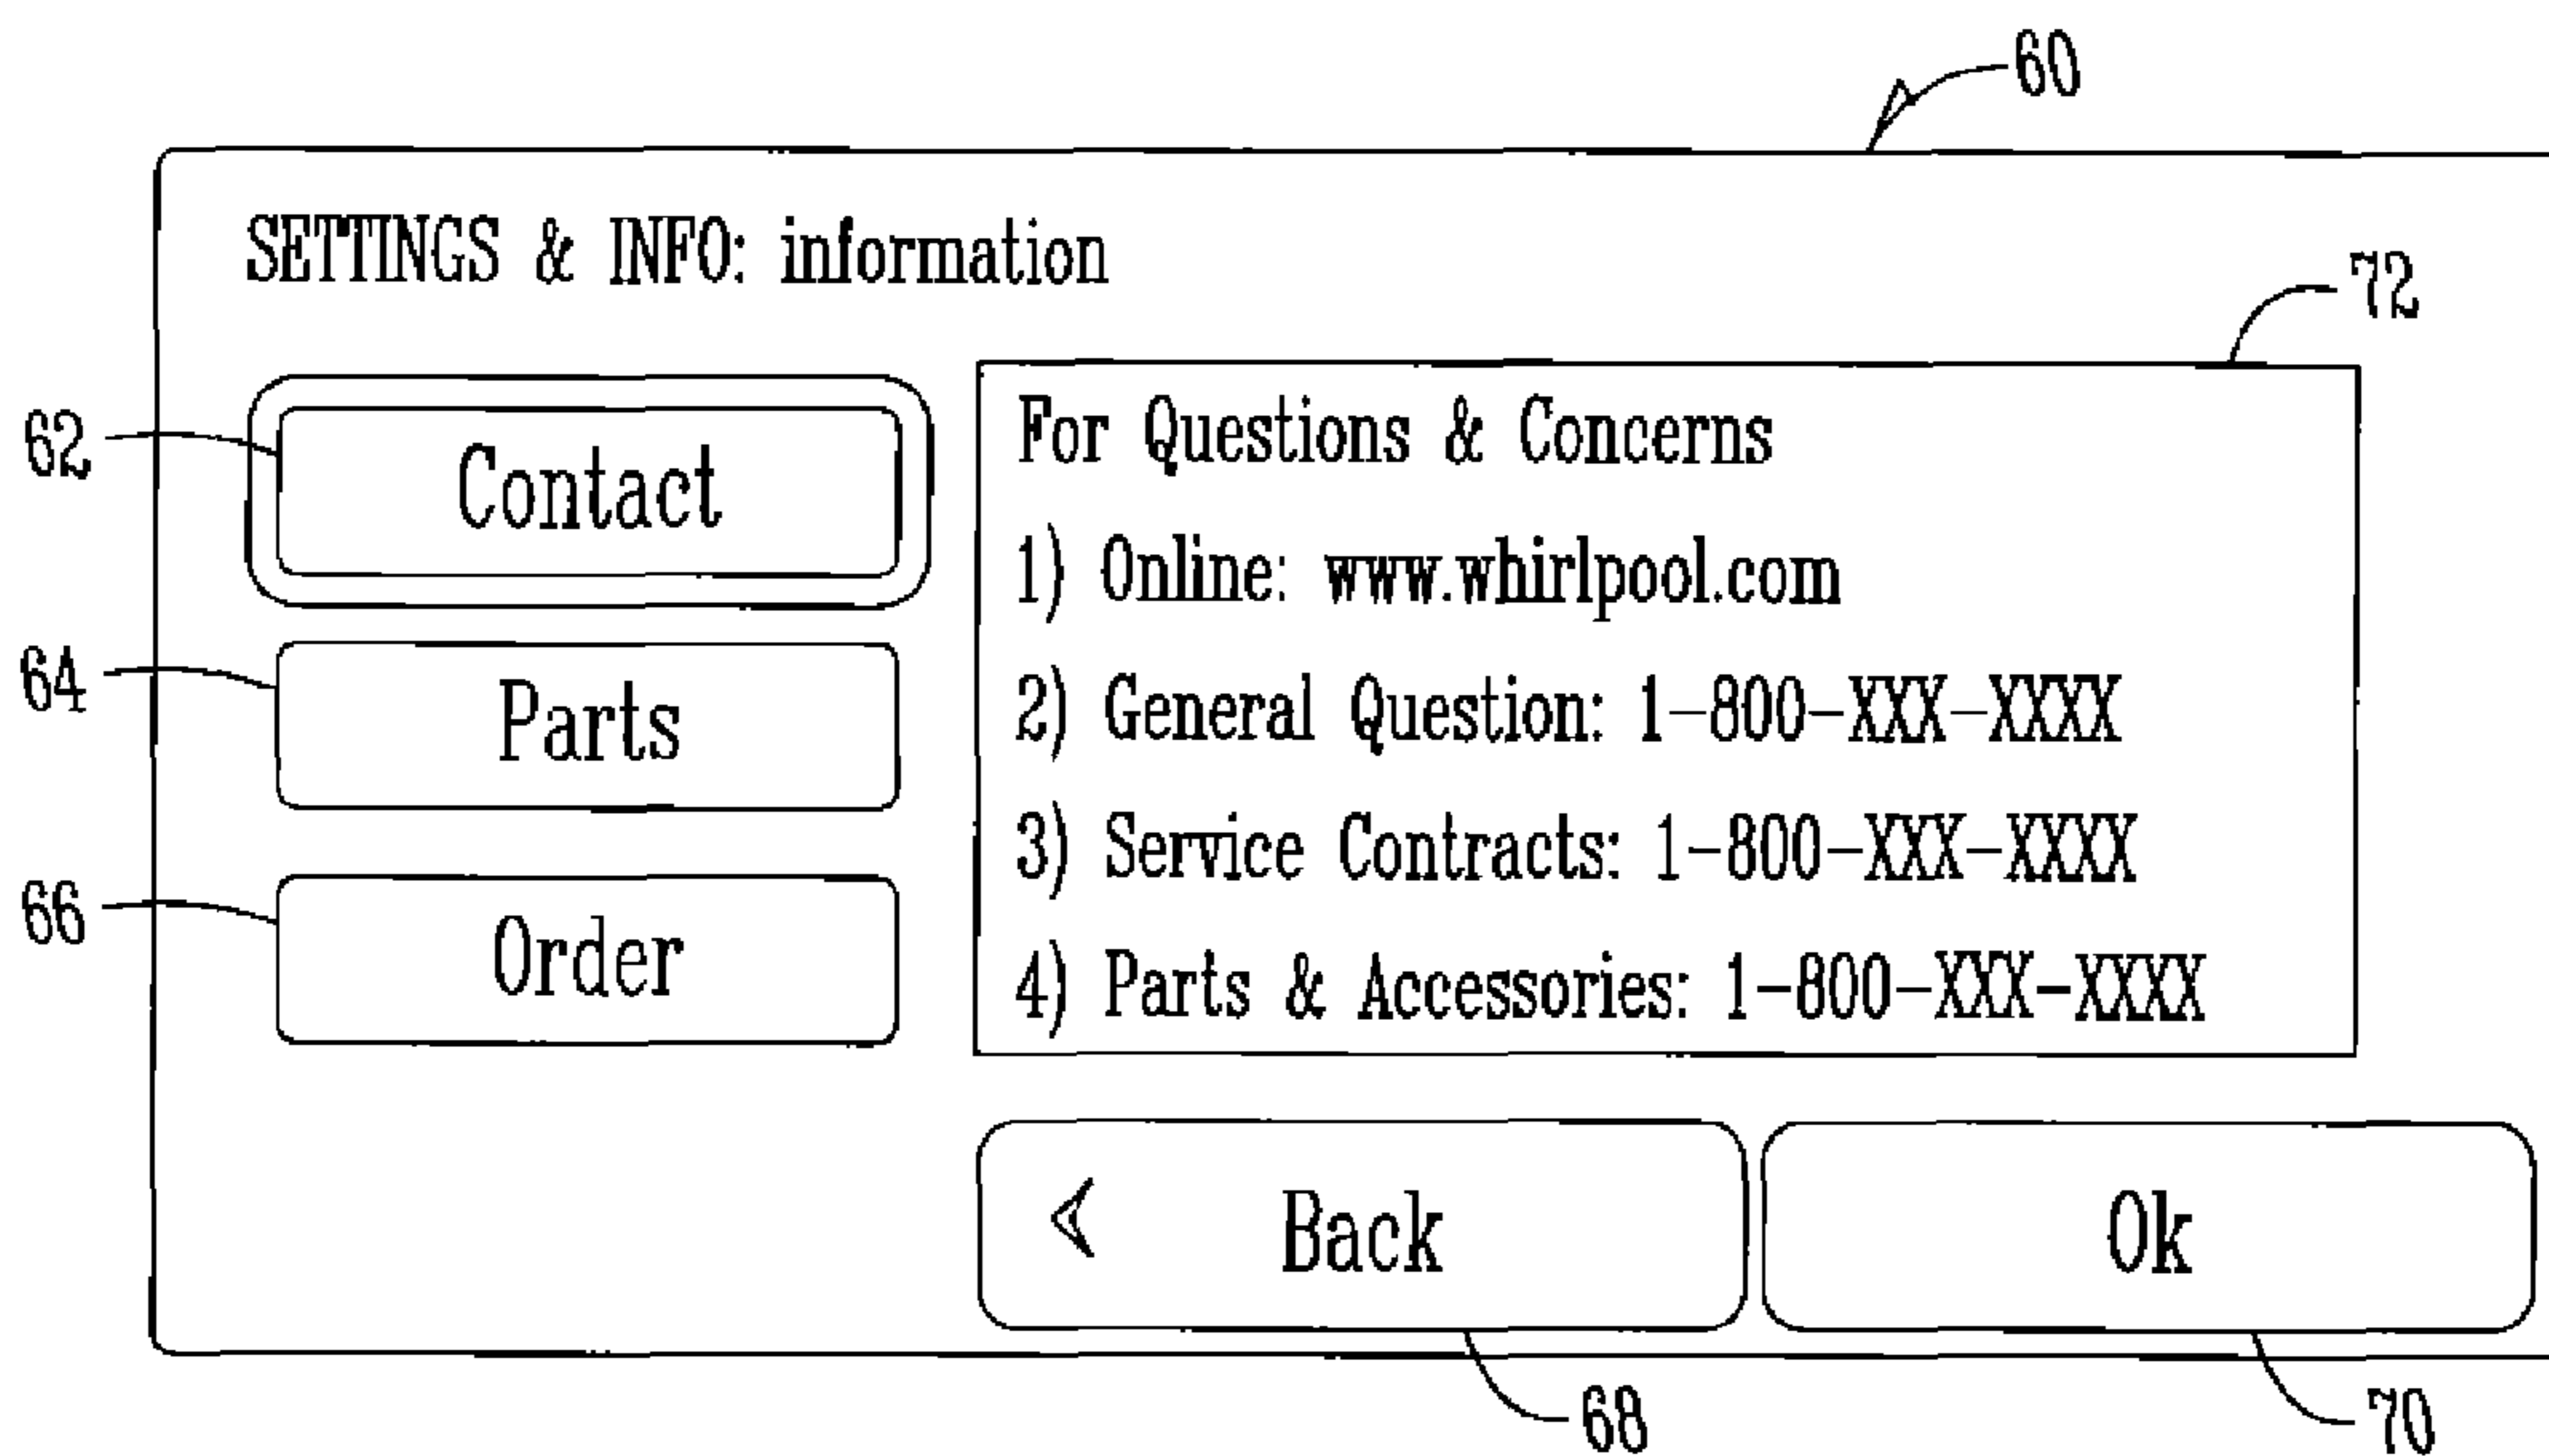 60
SETTINGS & INFO: information
72
62
Contact
64
Parts
66
Order
For Questions & Concerns
1) Online: www.whirlpool.com
2) General Question: 1-800-XXX-XXXX
3) Service Contracts: 1-800-XXX-XXXX
4) Parts & Accessories: 1-800-XXX-XXXX
Back
Ok
68
70